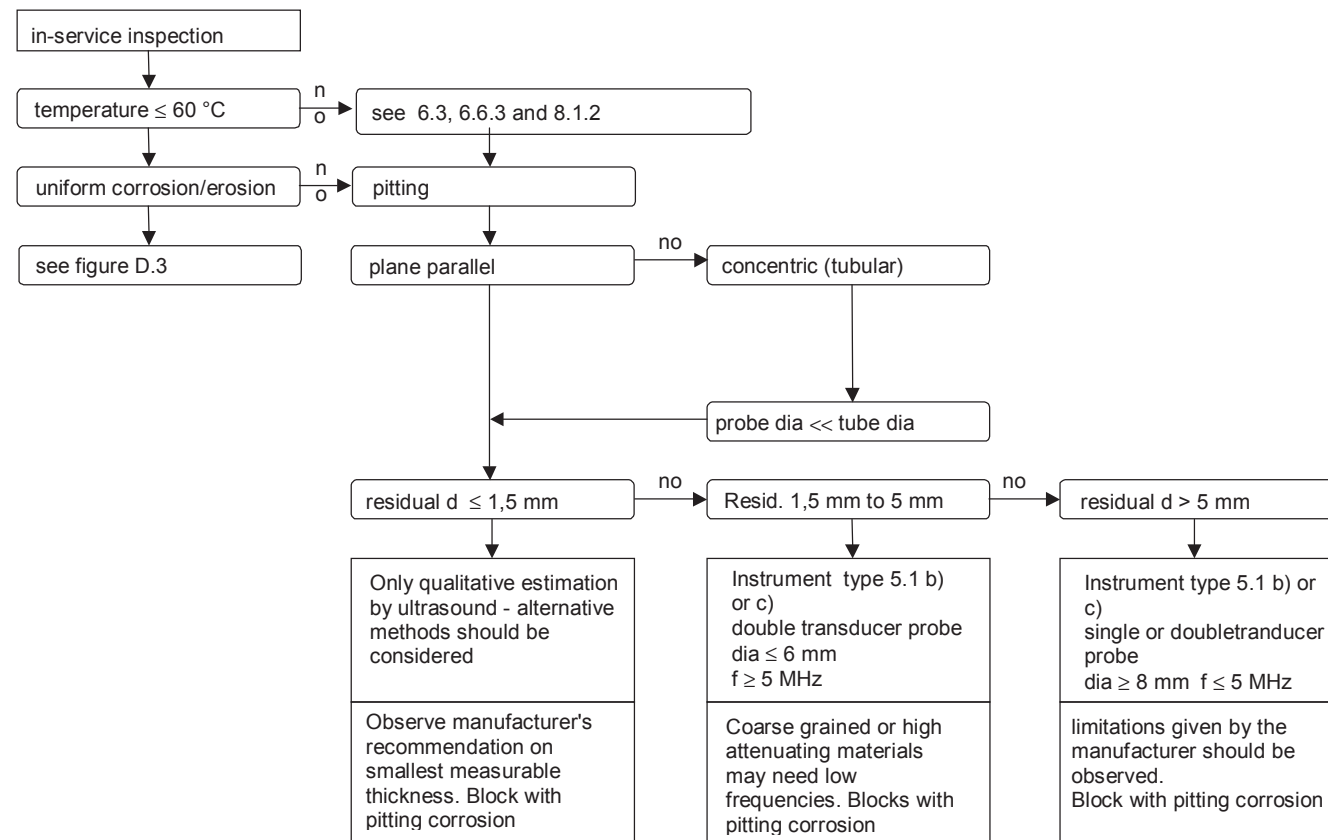 in-service inspection
temperature ≤ 60 °C
n
o
see 6.3, 6.6.3 and 8.1.2
uniform corrosion/erosion
n
o
pitting
see figure D.3
plane parallel
no
concentric (tubular)
probe dia << tube dia
residual d ≤ 1,5 mm
no
Resid. 1,5 mm to 5 mm
no
residual d > 5 mm
Only qualitative estimation
by ultrasound - alternative
methods should be
considered
Instrument type 5.1 b)
or c)
double transducer probe
dia ≤ 6 mm
f ≥ 5 MHz
Instrument type 5.1 b) or
c)
single or doubletranducer
probe
dia ≥ 8 mm f ≤ 5 MHz
Observe manufacturer's
recommendation on
smallest measurable
thickness. Block with
pitting corrosion
Coarse grained or high
attenuating materials
may need low
frequencies. Blocks with
pitting corrosion
limitations given by the
manufacturer should be
observed.
Block with pitting corrosion